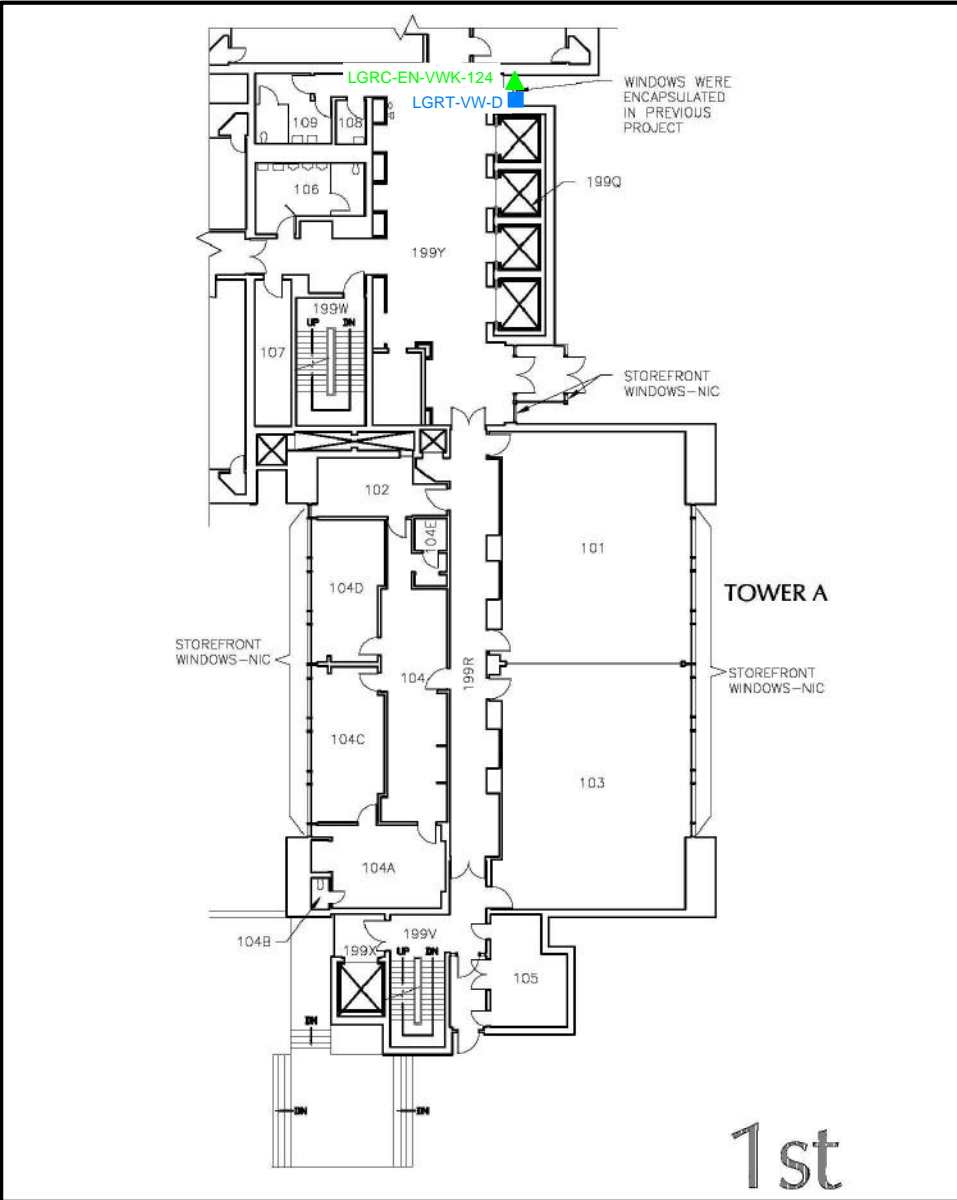 LGRC-EN-VWK-124
LGRT-VW-D
WINDOWS WERE
ENCAPSULATED
IN PREVIOUS
PROJECT
109
108
106
199Q
199Y
199W
UP
DN
107
STOREFRONT
WINDOWS-NIC
102
104E
101
104D
TOWER A
STOREFRONT
WINDOWS-NIC
104
199R
STOREFRONT
WINDOWS-NIC
104C
103
104A
104B
199V
199X
UP
DN
105
DN
DN
DN
1st